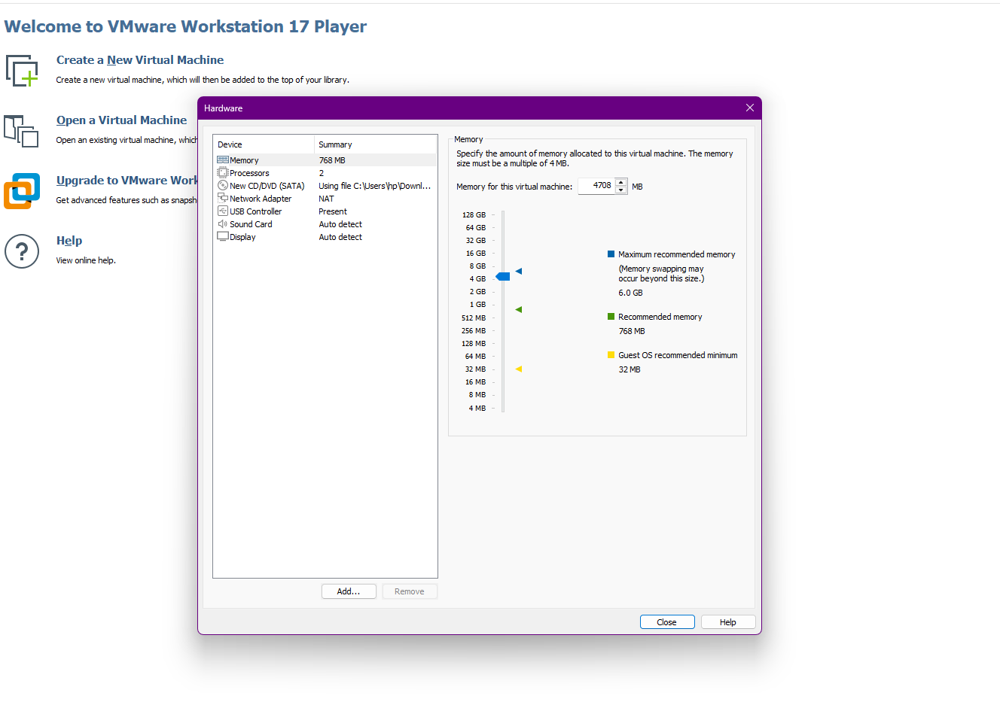 Welcome to VMware Workstation 17 Player
Create a New Virtual Machine
Create a new virtual machine, which will then be added to the top of your library.
Open a Virtual Machine
Open an existing virtual machine, which
Upgrade to VMware Work
Get advanced features such as snapsh
?
Help
View online help.
Hardware
Device Summary
Memory 768 MB
Processors 2
New CD/DVD (SATA) Using file C:\Users\hp\Downl...
Network Adapter NAT
USB Controller Present
Sound Card Auto detect
Display Auto detect
Add... Remove
Memory
Specify the amount of memory allocated to this virtual machine. The memory
size must be a multiple of 4 MB.
Memory for this virtual machine: 4708 MB
128 GB
64 GB
32 GB
16 GB
8 GB
4 GB
2 GB
1 GB
512 MB
256 MB
128 MB
64 MB
32 MB
16 MB
8 MB
4 MB
Maximum recommended memory
(Memory swapping may
occur beyond this size.)
6.0 GB
Recommended memory
768 MB
Guest OS recommended minimum
32 MB
Close Help